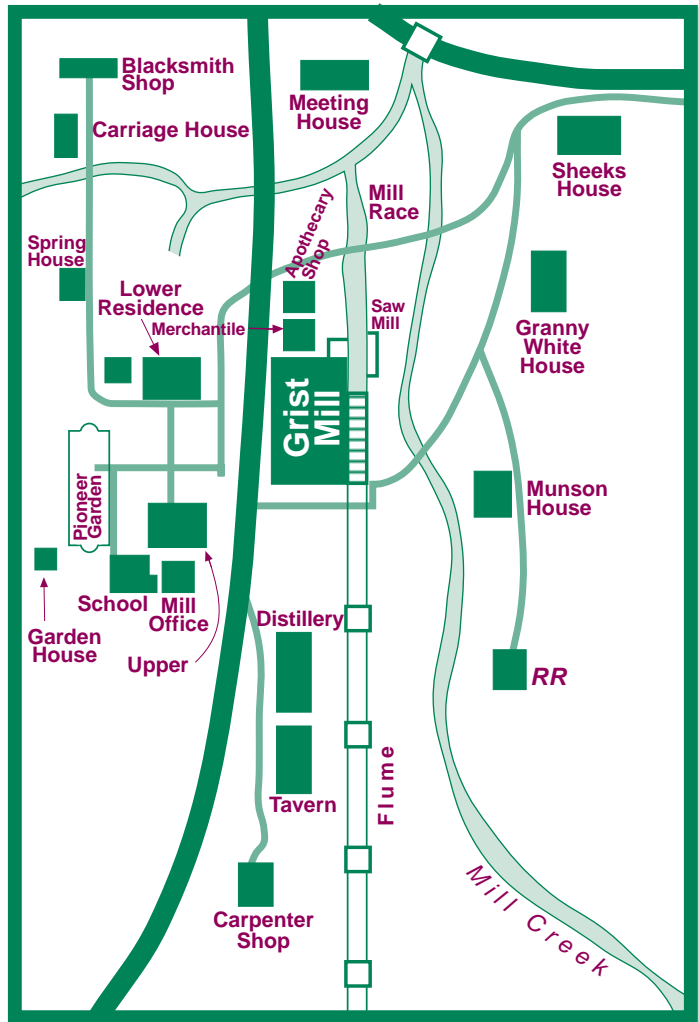 Blacksmith
Shop
Carriage House
Meeting
House
Sheeks
House
Mill
Race
Apothecary
Shop
Spring
House
Lower
Residence
Merchantile
Saw
Mill
Granny
White
House
Grist
Mill
Pioneer
Garden
Munson
House
School
Mill
Office
Garden
House
Upper
Distillery
RR
Tavern
Flume
Carpenter
Shop
Mill Creek